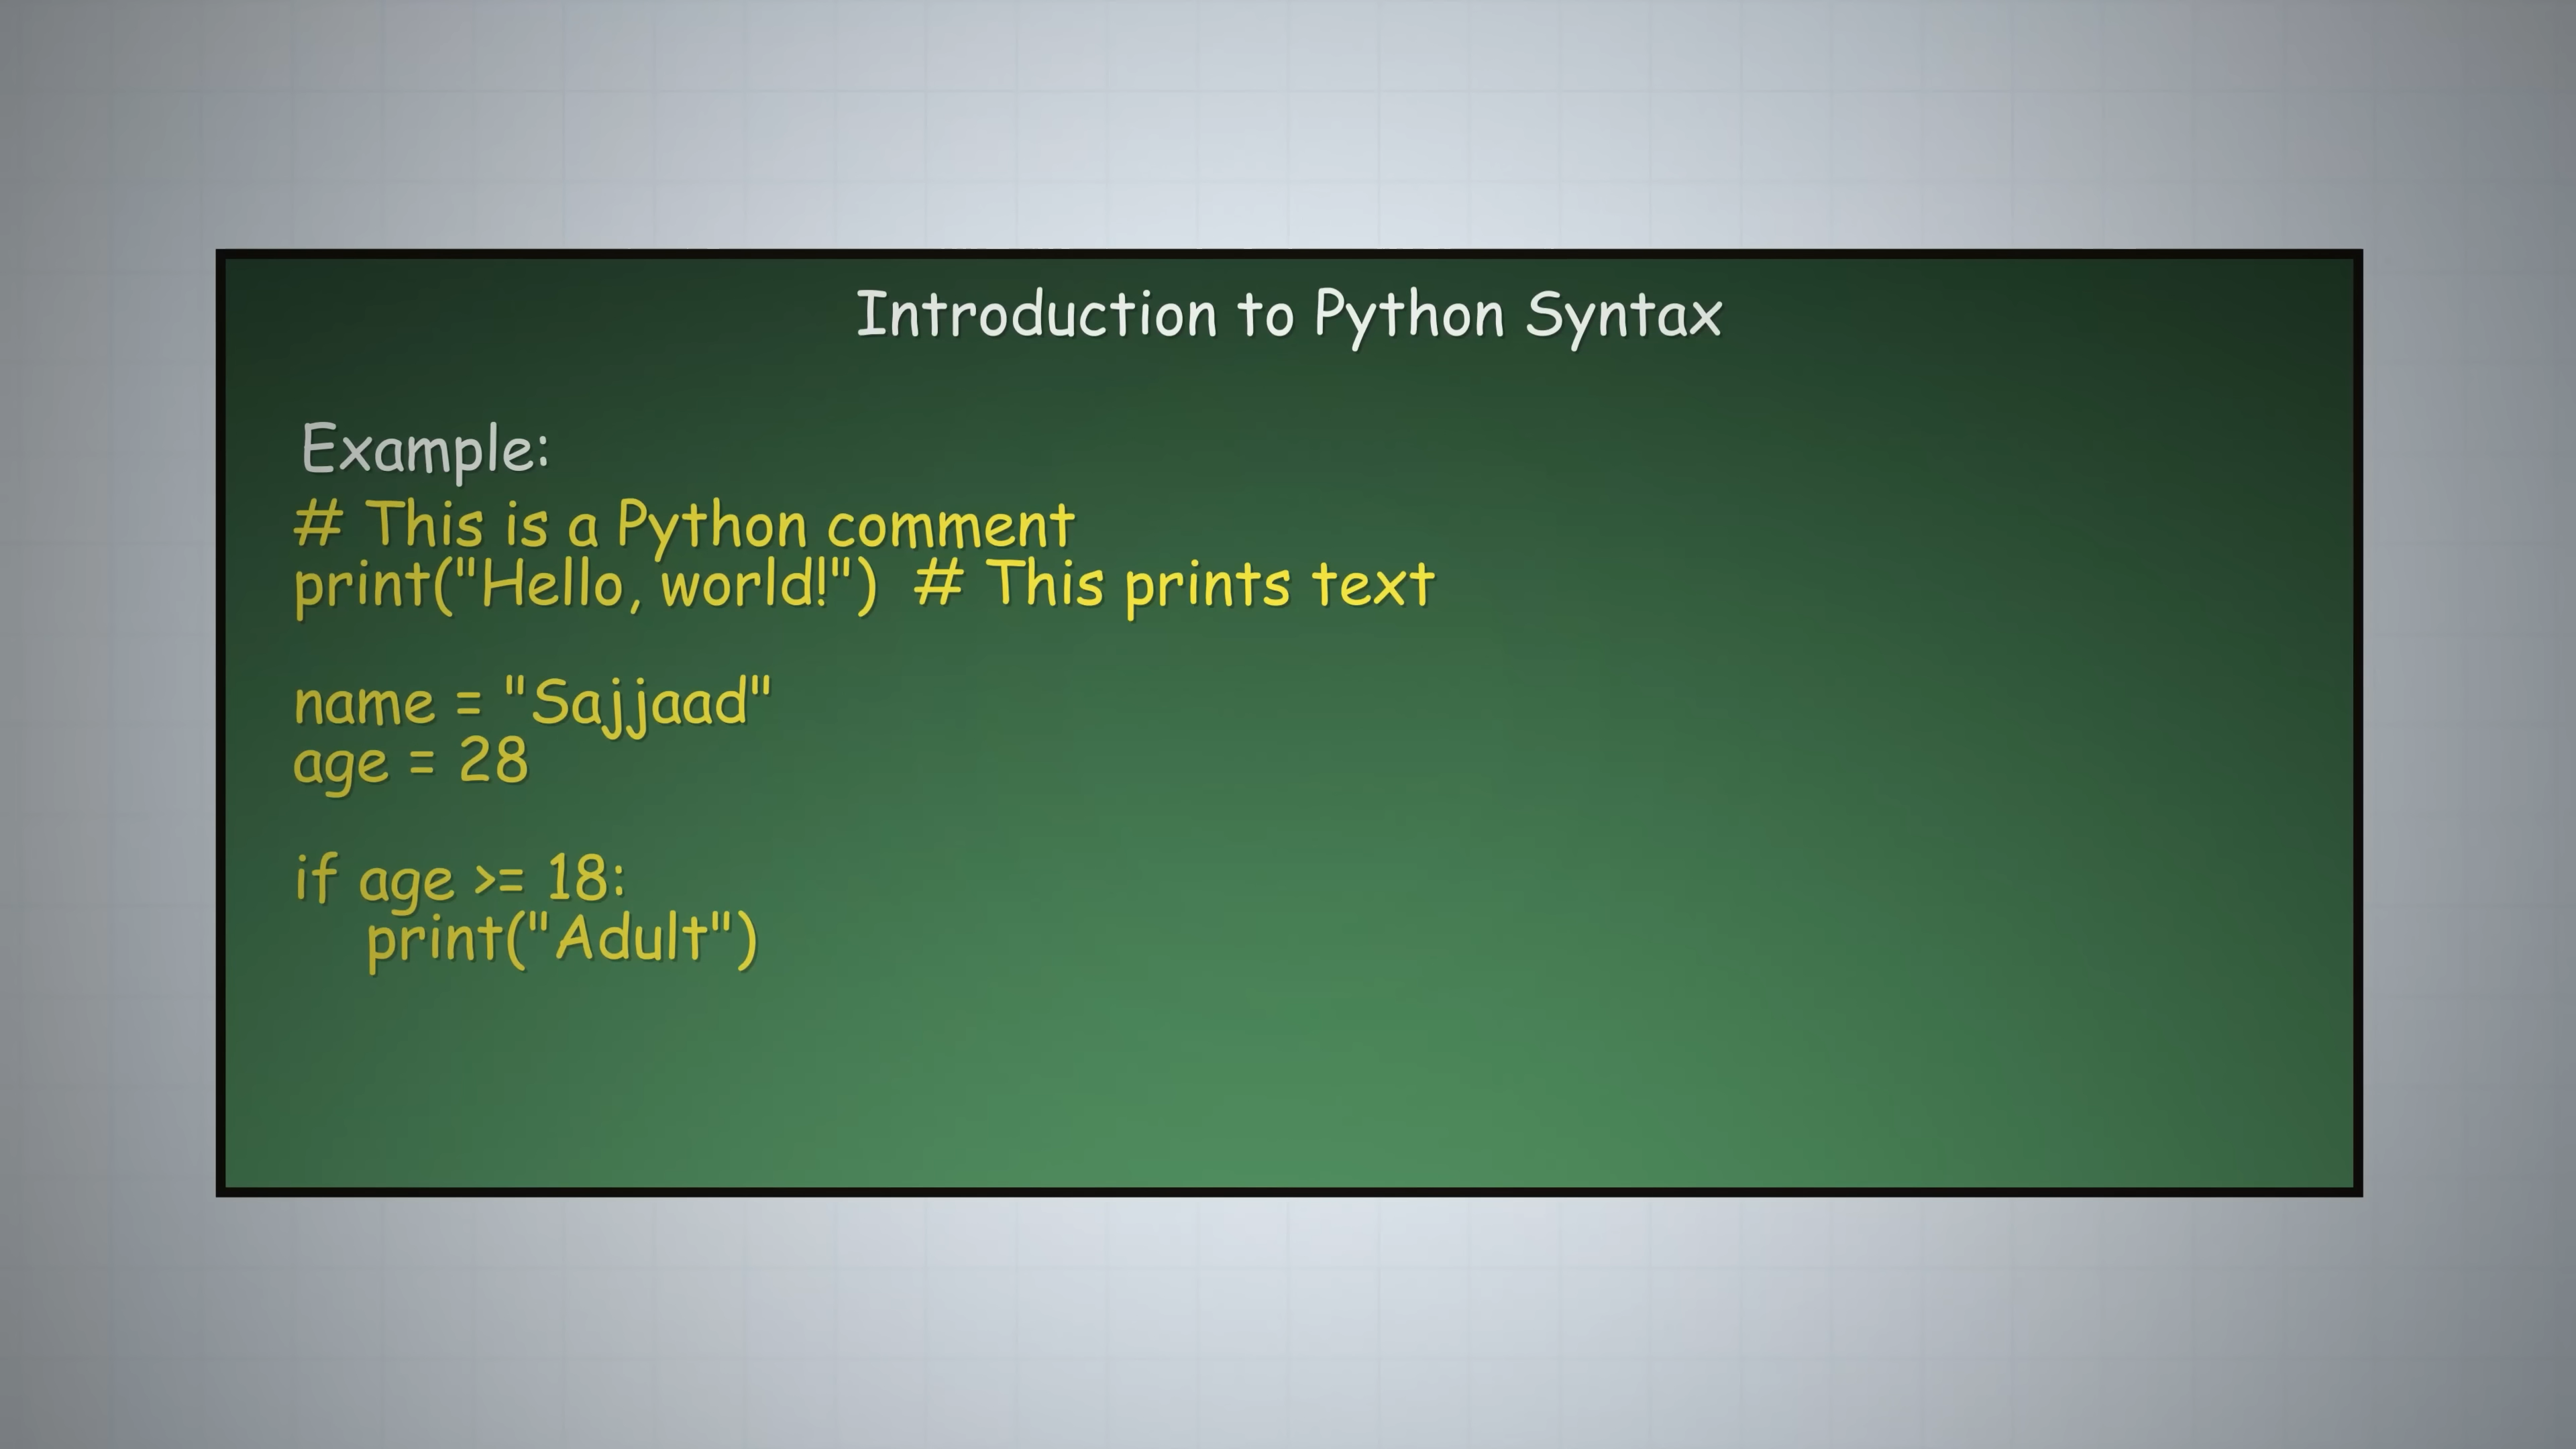 Introduction to Python Syntax
Example:
# This is a Python comment
print("Hello, world!")  # This prints text
name = "Sajjaad"
age = 28
if age >= 18:
    print("Adult")